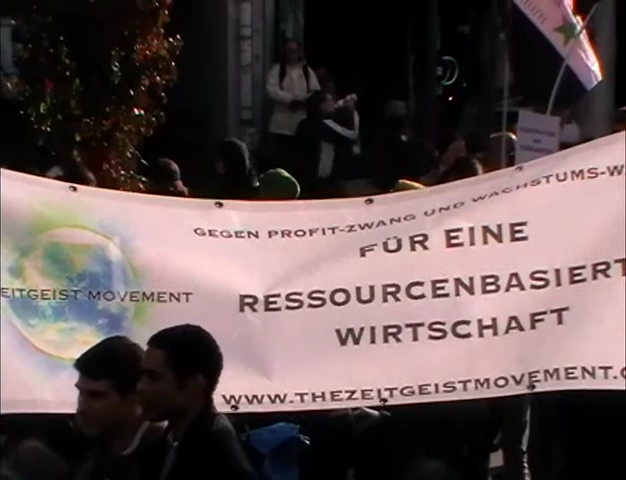 GEGEN PROFIT-ZWANG UND WACHSTUMS-W
FÜR EINE
EITGEIST MOVEMENT
RESSOURCENBASIERT
WIRTSCHAFT
WWW.THEZEITGEISTMOVEMENT.